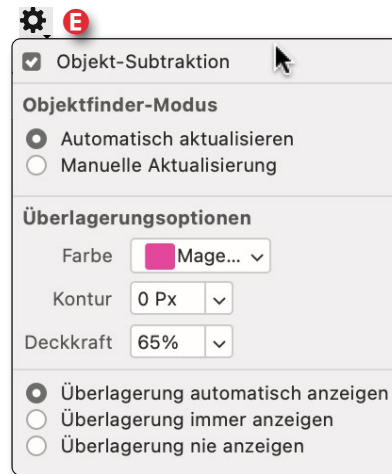 E
Objekt-Subtraktion
Objektfinder-Modus
Automatisch aktualisieren
Manuelle Aktualisierung
Überlagerungsoptionen
Farbe Mage...
Kontur 0 Px
Deckkraft 65%
Überlagerung automatisch anzeigen
Überlagerung immer anzeigen
Überlagerung nie anzeigen